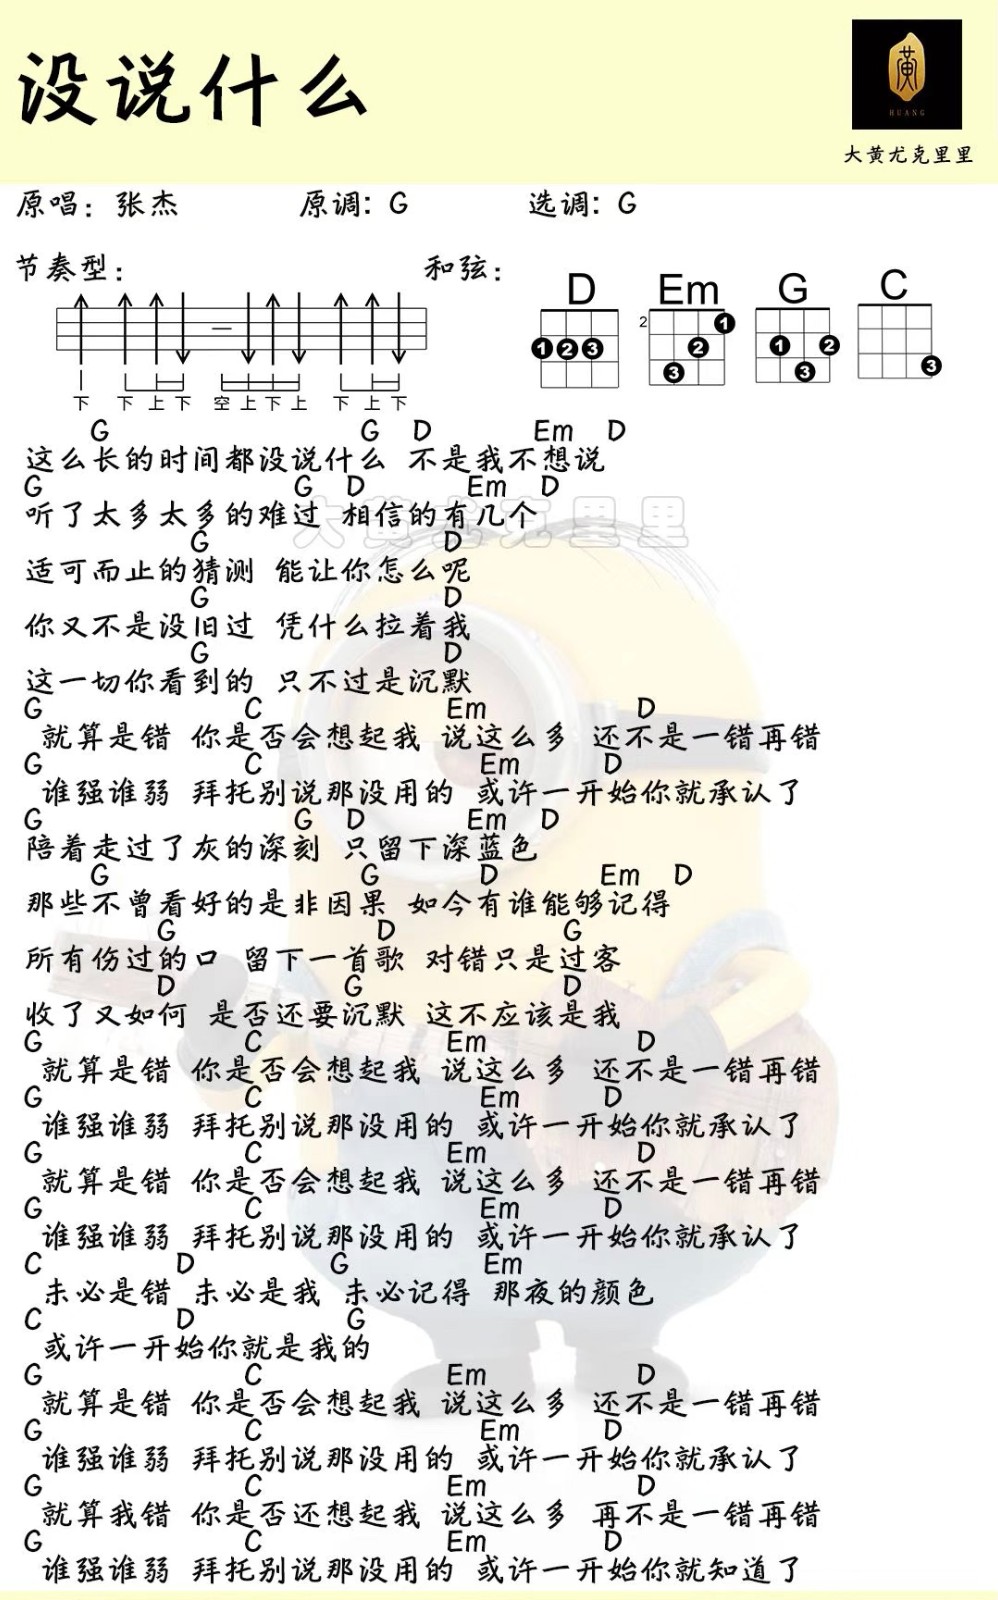 没说什么
黄
HUANG
大黄尤克里里
原唱：张杰 原调：G 选调：G
节奏型： 和弦：
D Em G C
2
1 2 3 1 2 3 1 2 3 3
下 下 上 下 空 上 下 上 下 上 下
G G D Em D
这么长的时间都没说什么 不是我不想说
G G D Em D
听了太多太多的难过 相信的有几个
大黄尤克里里
G D
适可而止的猜测 能让你怎么呢
G D
你又不是没旧过 凭什么拉着我
G D
这一切你看到的 只不过是沉默
G C Em D
就算是错 你是否会想起我 说这么多 还不是一错再错
G C Em D
谁强谁弱 拜托别说那没用的 或许一开始你就承认了
G G D Em D
陪着走过了灰的深刻 只留下深蓝色
G G D Em D
那些不曾看好的是非因果 如今有谁能够记得
G D G
所有伤过的口 留下一首歌 对错只是过客
D G D
收了又如何 是否还要沉默 这不应该是我
G C Em D
就算是错 你是否会想起我 说这么多 还不是一错再错
G C Em D
谁强谁弱 拜托别说那没用的 或许一开始你就承认了
G C Em D
就算是错 你是否会想起我 说这么多 还不是一错再错
G C Em D
谁强谁弱 拜托别说那没用的 或许一开始你就承认了
C D G Em
未必是错 未必是我 未必记得 那夜的颜色
C D G
或许一开始你就是我的
G C Em D
就算是错 你是否会想起我 说这么多 还不是一错再错
G C Em D
谁强谁弱 拜托别说那没用的 或许一开始你就承认了
G C Em D
就算我错 你是否还想起我 说这么多 再不是一错再错
G C Em D
谁强谁弱 拜托别说那没用的 或许一开始你就知道了